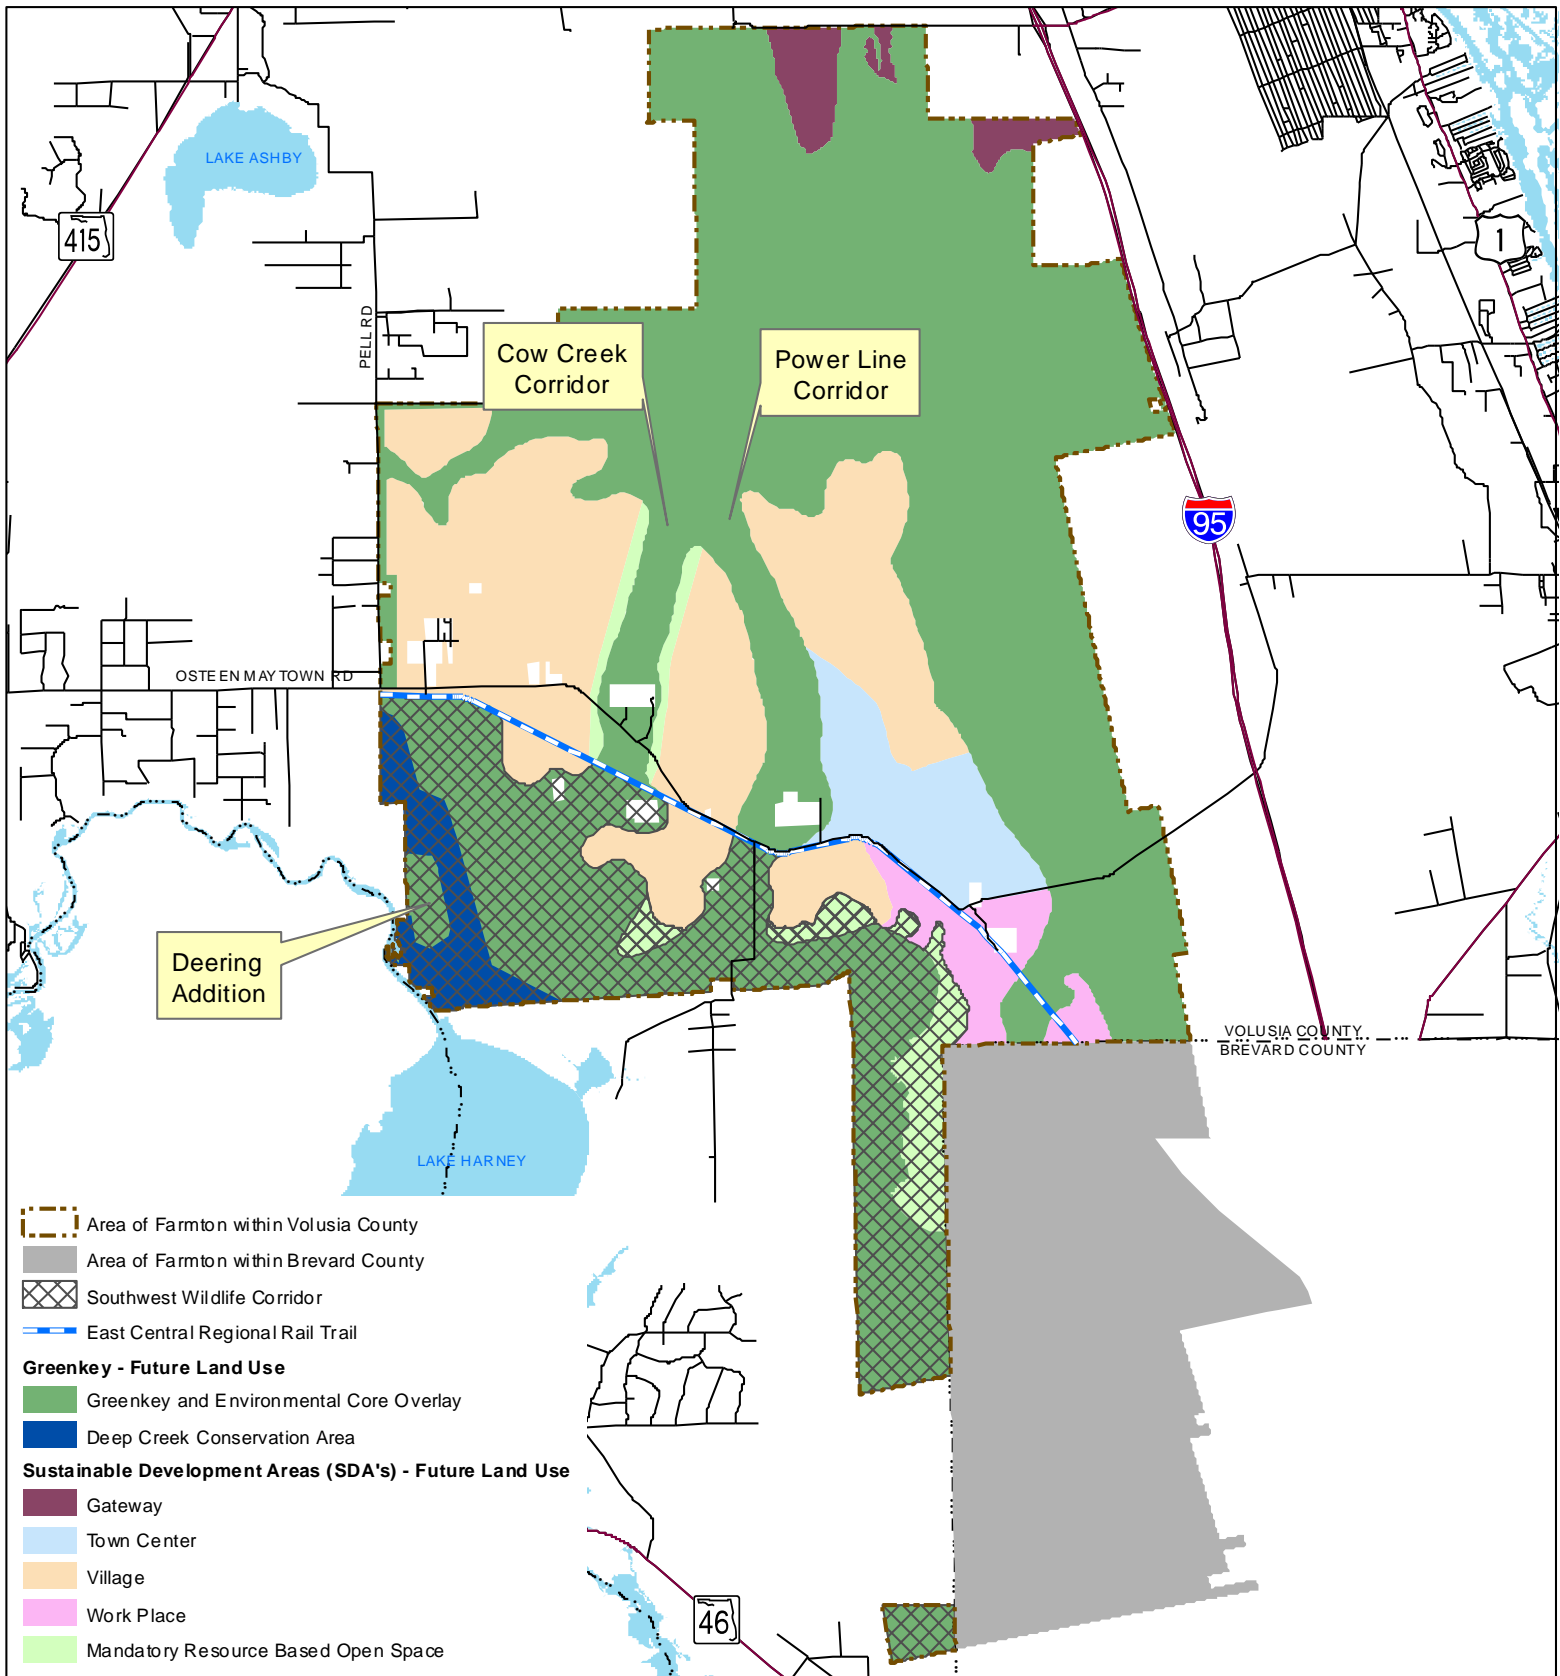 LAKE ASHBY
415
1
PELL RD
Cow Creek
Corridor
Power Line
Corridor
95
OSTEEN MAYTOWN RD
Deering
Addition
VOLUSIA COUNTY
BREVARD COUNTY
LAKE HARNEY
Area of Farmton within Volusia County
Area of Farmton within Brevard County
Southwest Wildlife Corridor
East Central Regional Rail Trail
Greenkey - Future Land Use
Greenkey and Environmental Core Overlay
Deep Creek Conservation Area
Sustainable Development Areas (SDA's) - Future Land Use
Gateway
Town Center
Village
Work Place
46
Mandatory Resource Based Open Space